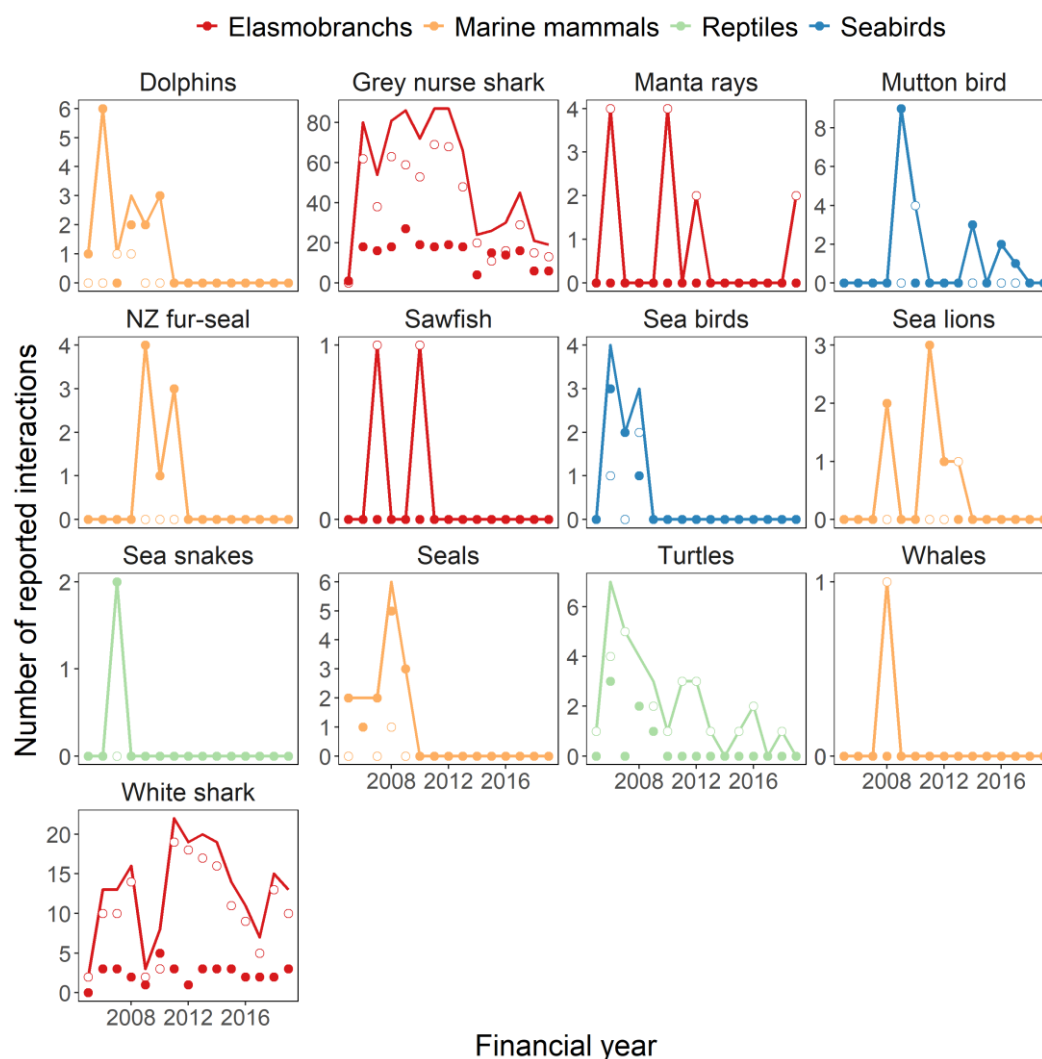 Elasmobranchs Marine mammals Reptiles Seabirds
Dolphins Grey nurse shark Manta rays Mutton bird
6 5 4 3 2 1 0
80 60 40 20 0
4 3 2 1 0
8 6 4 2 0
NZ fur-seal Sawfish Sea birds Sea lions
4 3 2 1 0
1 0
4 3 2 1 0
3 2 1 0
Sea snakes Seals Turtles Whales
2 1 0
6 5 4 3 2 1 0
6 4 2 0
1 0
2008 2012 2016 2008 2012 2016 2008 2012 2016
White shark
20 15 10 5 0
2008 2012 2016
Number of reported interactions
Financial year